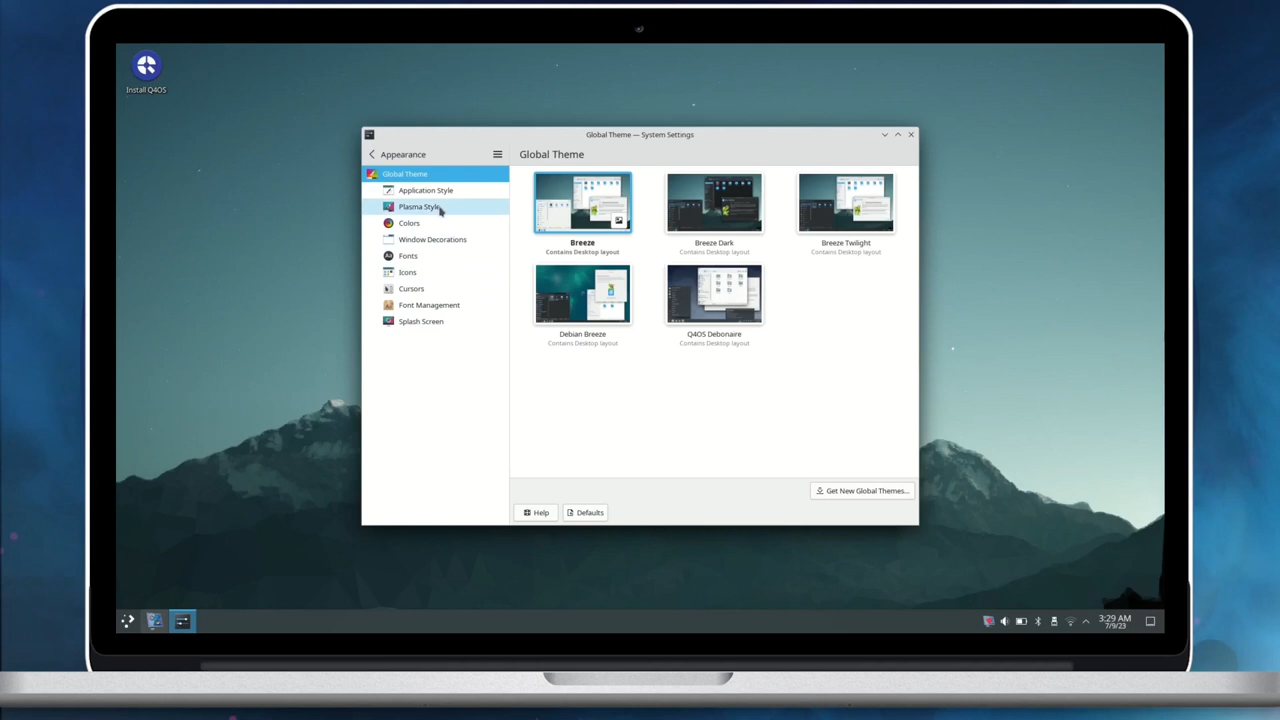 Install Q4OS
Global Theme — System Settings
Appearance
Global Theme
Global Theme
Application Style
Plasma Style
Colors
Window Decorations
Fonts
Icons
Cursors
Font Management
Splash Screen
Breeze
Contains Desktop layout
Breeze Dark
Contains Desktop layout
Breeze Twilight
Contains Desktop layout
Debian Breeze
Contains Desktop layout
Q4OS Debonaire
Contains Desktop layout
Get New Global Themes...
Help
Defaults
3:29 AM
7/9/23